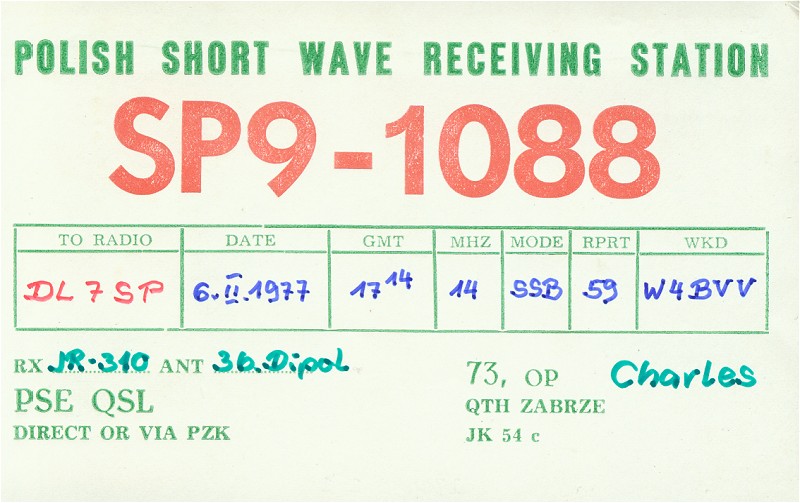 POLISH SHORT WAVE RECEIVING STATION
SP9-1088
TO RADIO DATE GMT MHZ MODE RPRT WKD
DL7SP 6.II.1977 17 14 14 SSB 59 W4BVV
RX JR-310 ANT 3b.Dipol 73, OP Charles
PSE QSL QTH ZABRZE
DIRECT OR VIA PZK JK 54 c